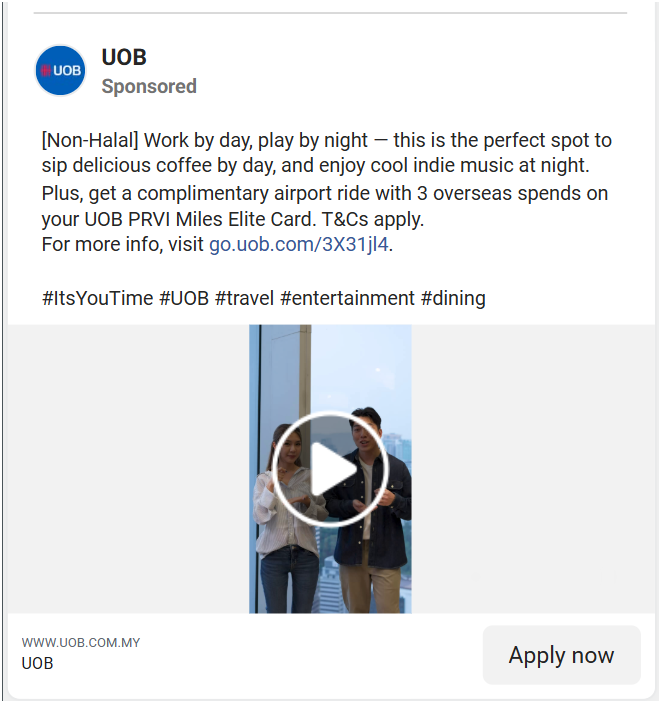 UOB
UOB
Sponsored
[Non-Halal] Work by day, play by night — this is the perfect spot to
sip delicious coffee by day, and enjoy cool indie music at night.
Plus, get a complimentary airport ride with 3 overseas spends on
your UOB PRVI Miles Elite Card. T&Cs apply.
For more info, visit go.uob.com/3X31jl4.
#ItsYouTime #UOB #travel #entertainment #dining
WWW.UOB.COM.MY
UOB
Apply now